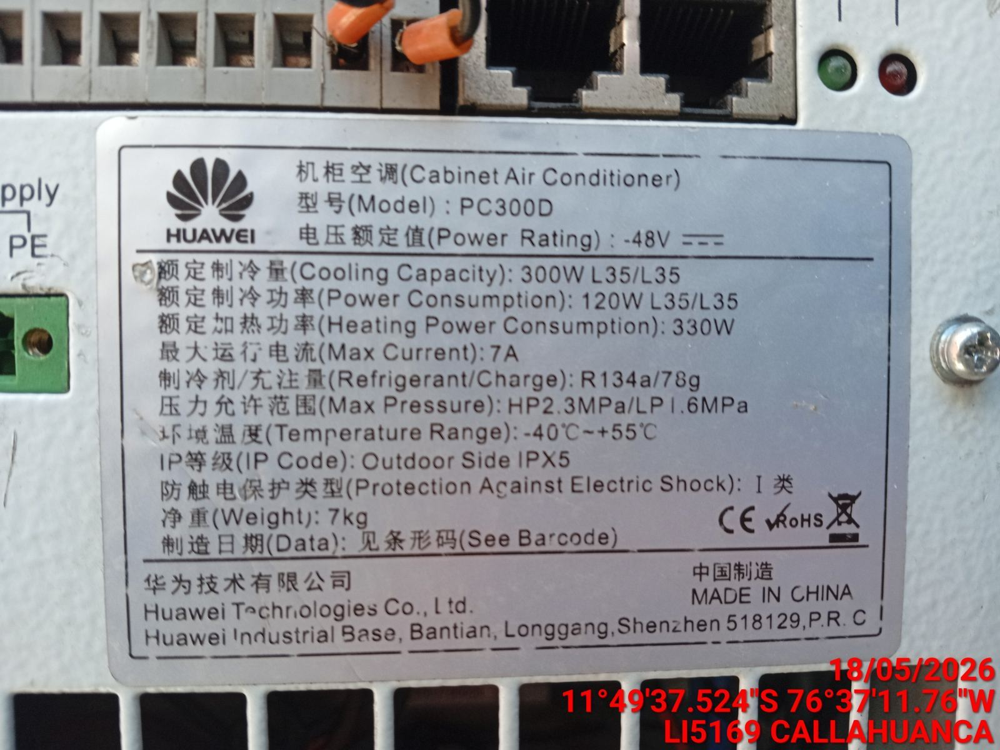 pply
PE
HUAWEI
机柜空调(Cabinet Air Conditioner)
型号(Model) : PC300D
电压额定值(Power Rating) : -48V
额定制冷量(Cooling Capacity): 300W L35/L35
额定制冷功率(Power Consumption): 120W L35/L35
额定加热功率(Heating Power Consumption): 330W
最大运行电流(Max Current): 7A
制冷剂/充注量(Refrigerant/Charge): R134a/78g
压力允许范围(Max Pressure): HP2.3MPa/LP1.6MPa
环境温度(Temperature Range): -40℃~+55℃
IP等级(IP Code): Outdoor Side IPX5
防触电保护类型(Protection Against Electric Shock): I 类
净重(Weight): 7kg
制造日期(Data): 见条形码(See Barcode)
CE RoHS
华为技术有限公司
Huawei Technologies Co., Ltd.
Huawei Industrial Base, Bantian, Longgang,Shenzhen 518129,P.R. C
中国制造
MADE IN CHINA
18/05/2026
11°49'37.524"S 76°37'11.76"W
LI5169 CALLAHUANCA